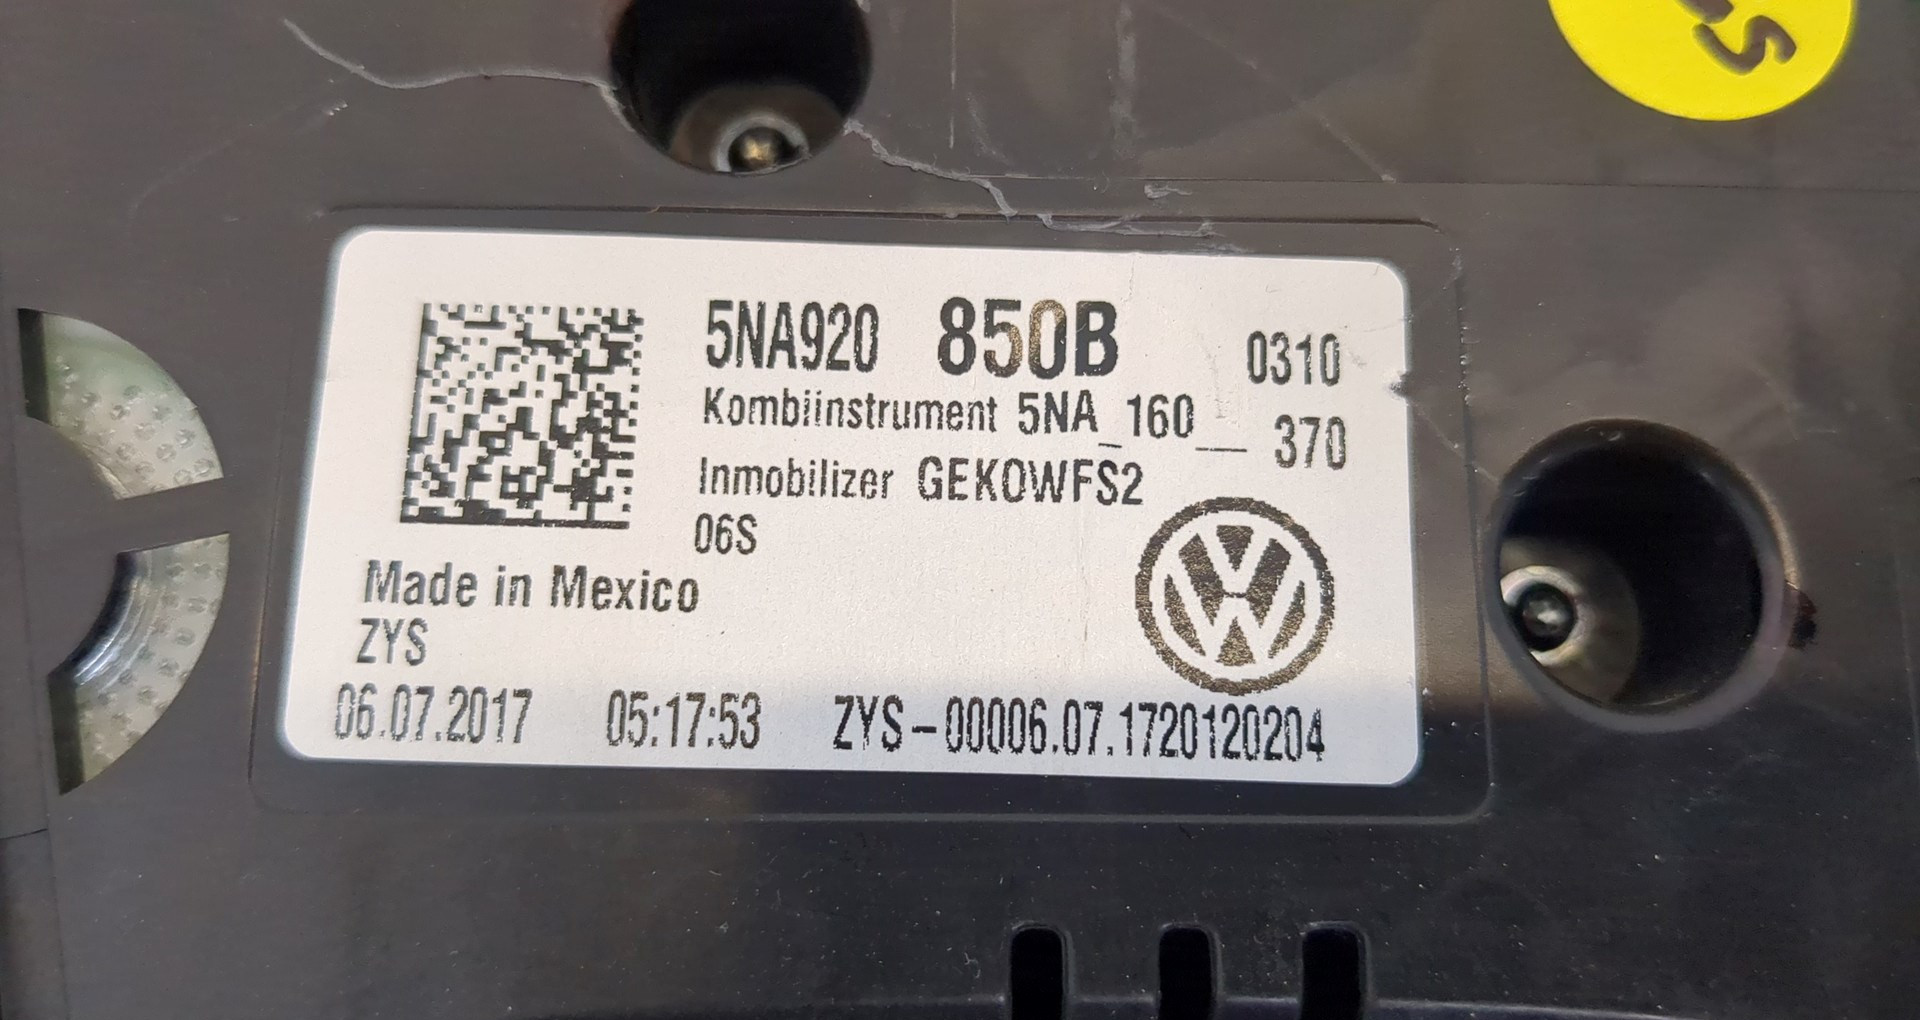 5NA920 850B 0310
Kombiinstrument 5NA_160__ 370
Inmobilizer GEKOWFS2
06S
Made in Mexico
ZYS
06.07.2017 05:17:53 ZYS-00006.07.1720120204